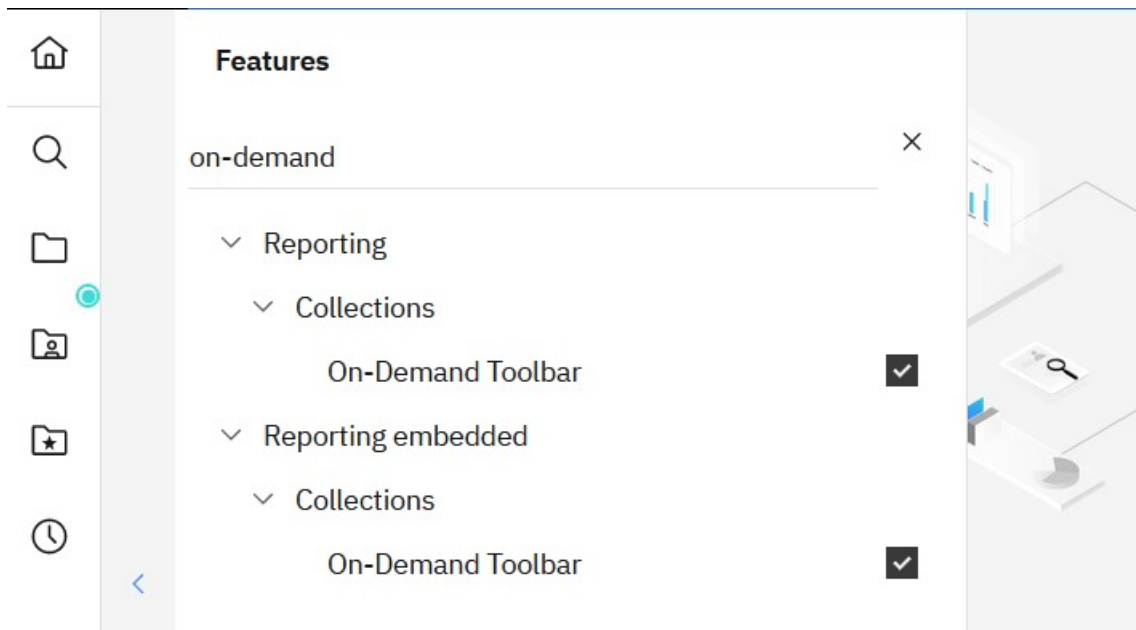 Features
on-demand
Reporting
Collections
On-Demand Toolbar
Reporting embedded
Collections
On-Demand Toolbar